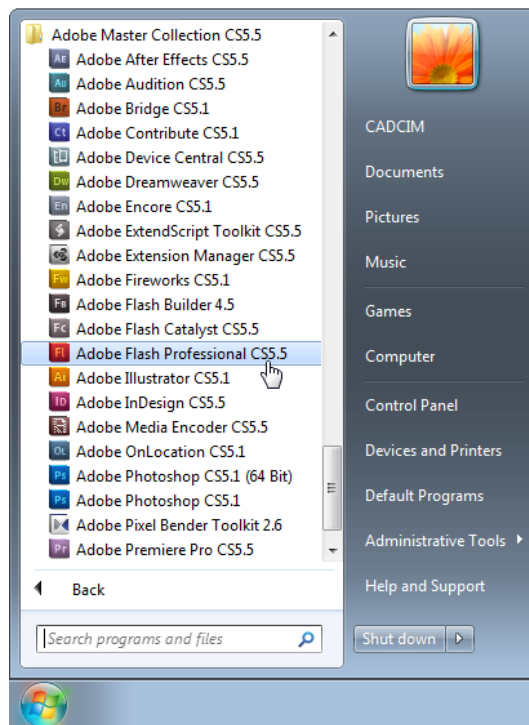 Adobe Master Collection CS5.5
Adobe After Effects CS5.5
Adobe Audition CS5.5
Adobe Bridge CS5.1
Adobe Contribute CS5.1
Adobe Device Central CS5.5
Adobe Dreamweaver CS5.5
Adobe Encore CS5.1
Adobe ExtendScript Toolkit CS5.5
Adobe Extension Manager CS5.5
Adobe Fireworks CS5.1
Adobe Flash Builder 4.5
Adobe Flash Catalyst CS5.5
Adobe Flash Professional CS5.5
Adobe Illustrator CS5.1
Adobe InDesign CS5.5
Adobe Media Encoder CS5.5
Adobe OnLocation CS5.1
Adobe Photoshop CS5.1 (64 Bit)
Adobe Photoshop CS5.1
Adobe Pixel Bender Toolkit 2.6
Adobe Premiere Pro CS5.5
Back
Search programs and files
CADCIM
Documents
Pictures
Music
Games
Computer
Control Panel
Devices and Printers
Default Programs
Administrative Tools
Help and Support
Shut down